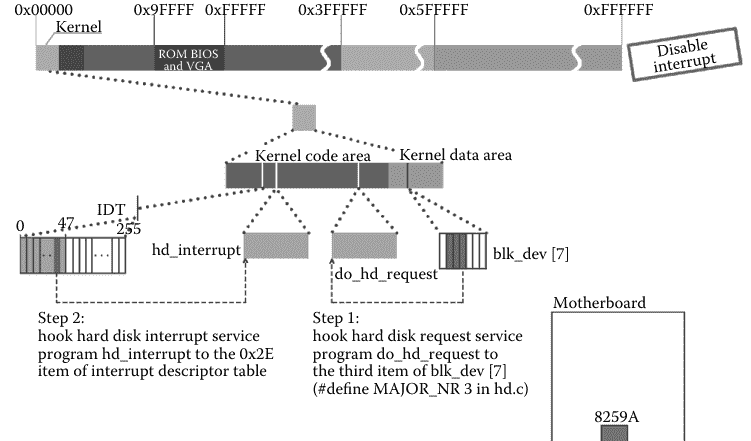 0x00000 0x9FFFF 0xFFFFF 0x3FFFFF 0x5FFFFF 0xFFFFFF
Kernel
ROM BIOS
and VGA
Disable
interrupt
Kernel code area Kernel data area
IDT
0 47 255
hd_interrupt
do_hd_request
blk_dev [7]
Step 2:
hook hard disk interrupt service
program hd_interrupt to the 0x2E
item of interrupt descriptor table
Step 1:
hook hard disk request service
program do_hd_request to
the third item of blk_dev [7]
(#define MAJOR_NR 3 in hd.c)
Motherboard
8259A